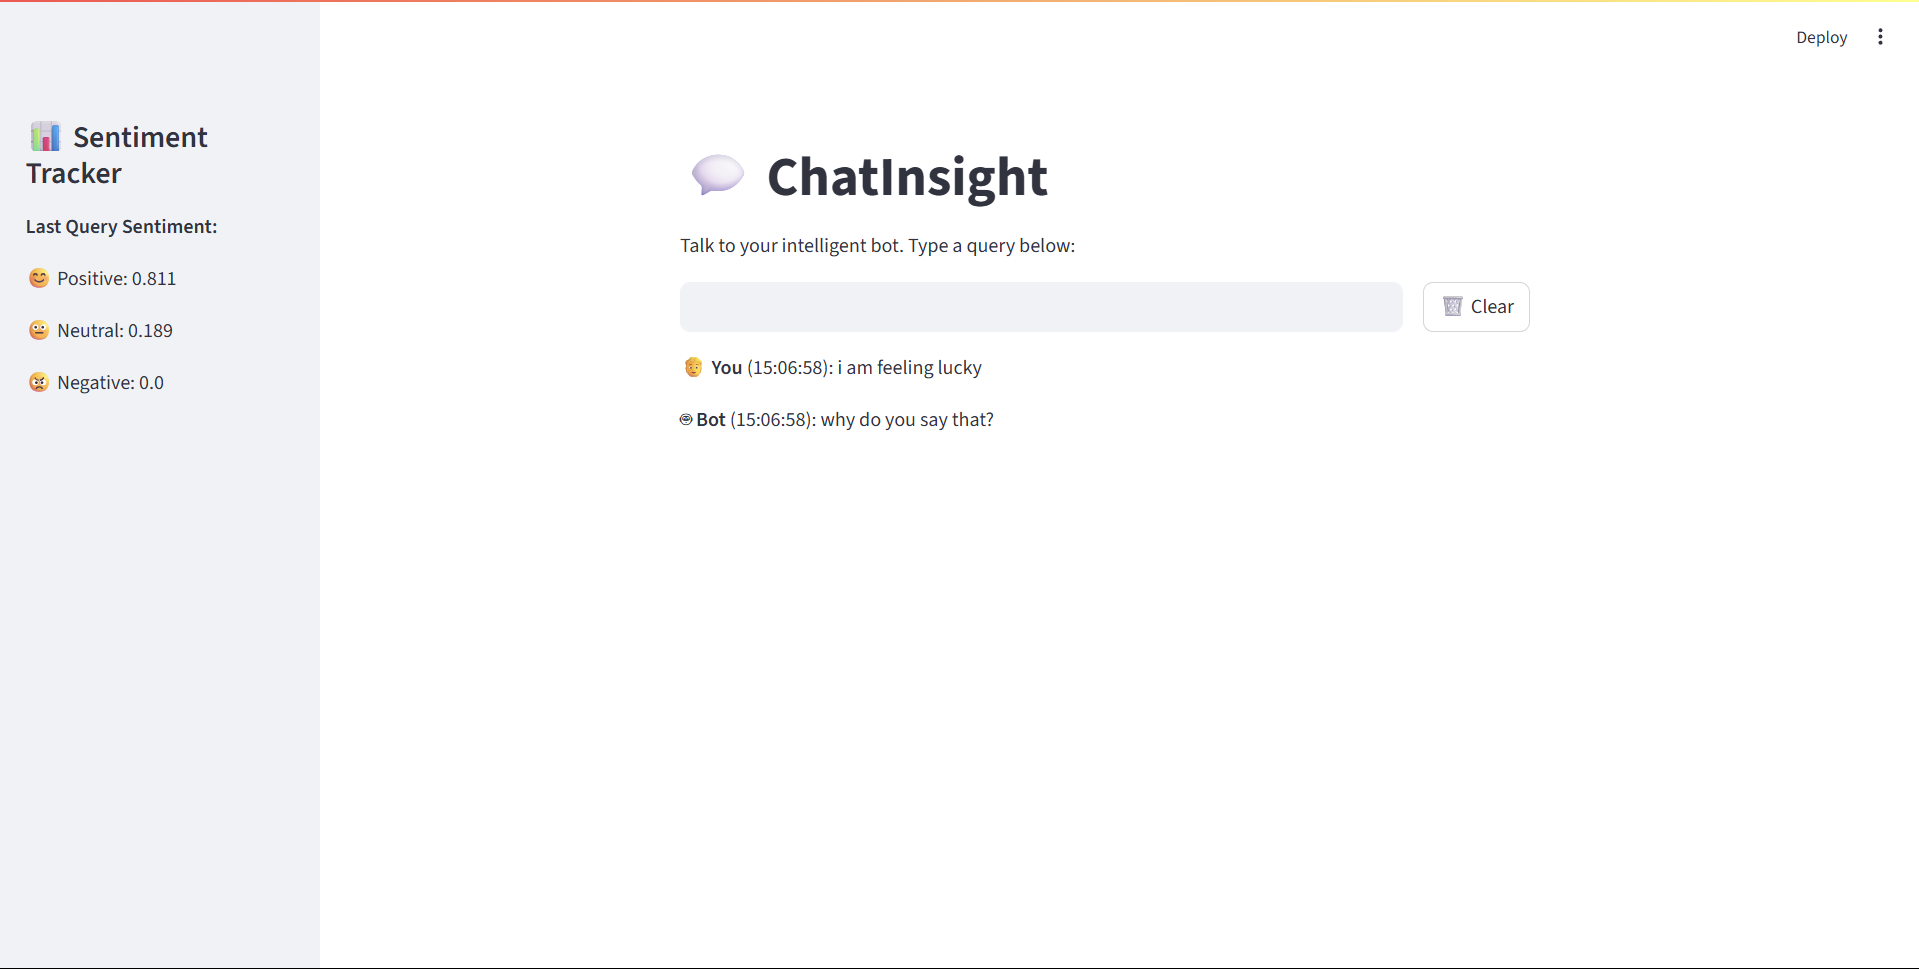 Deploy
📊 Sentiment
Tracker
Last Query Sentiment:
😊 Positive: 0.811
😐 Neutral: 0.189
😠 Negative: 0.0
💬 ChatInsight
Talk to your intelligent bot. Type a query below:
🗑️ Clear
You (15:06:58): i am feeling lucky
Bot (15:06:58): why do you say that?